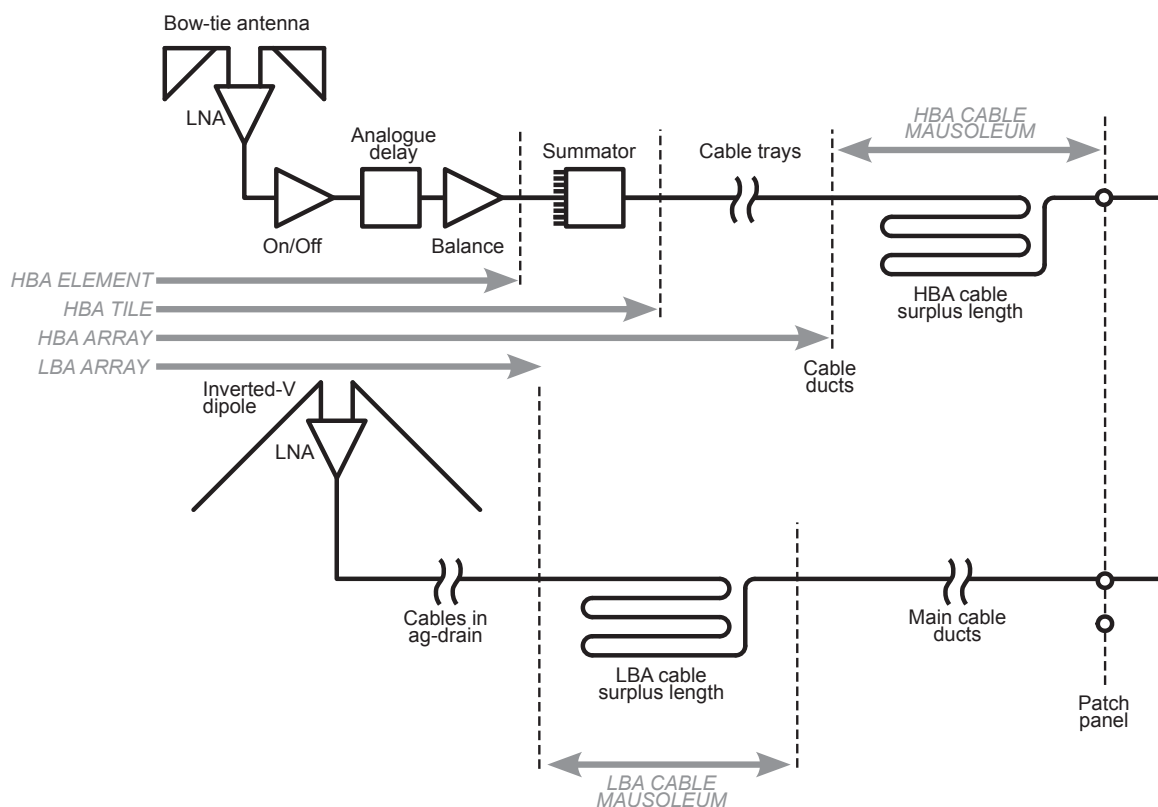 Bow-tie antenna
LNA
Analogue
delay
Summator
Cable trays
HBA CABLE
MAUSOLEUM
On/Off
Balance
HBA ELEMENT
HBA TILE
HBA ARRAY
LBA ARRAY
HBA cable
surplus length
Cable
ducts
Inverted-V
dipole
LNA
Cables in
ag-drain
LBA cable
surplus length
Main cable
ducts
Patch
panel
LBA CABLE
MAUSOLEUM